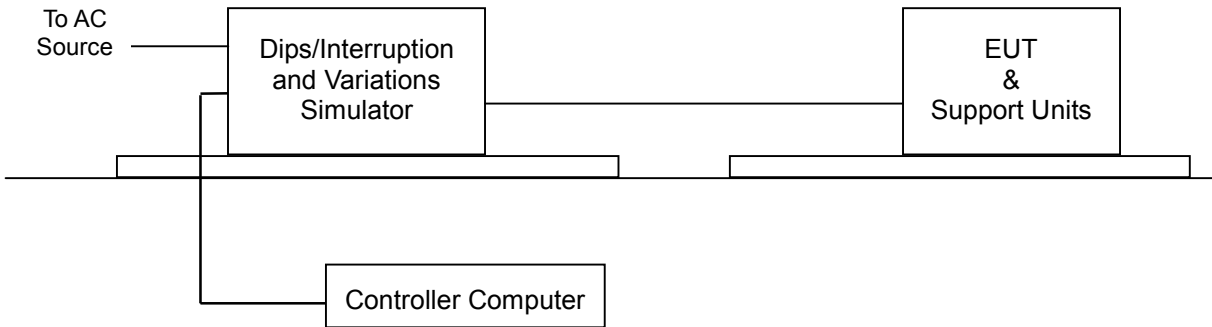 To AC
Source
Dips/Interruption
and Variations
Simulator
EUT
&
Support Units
Controller Computer